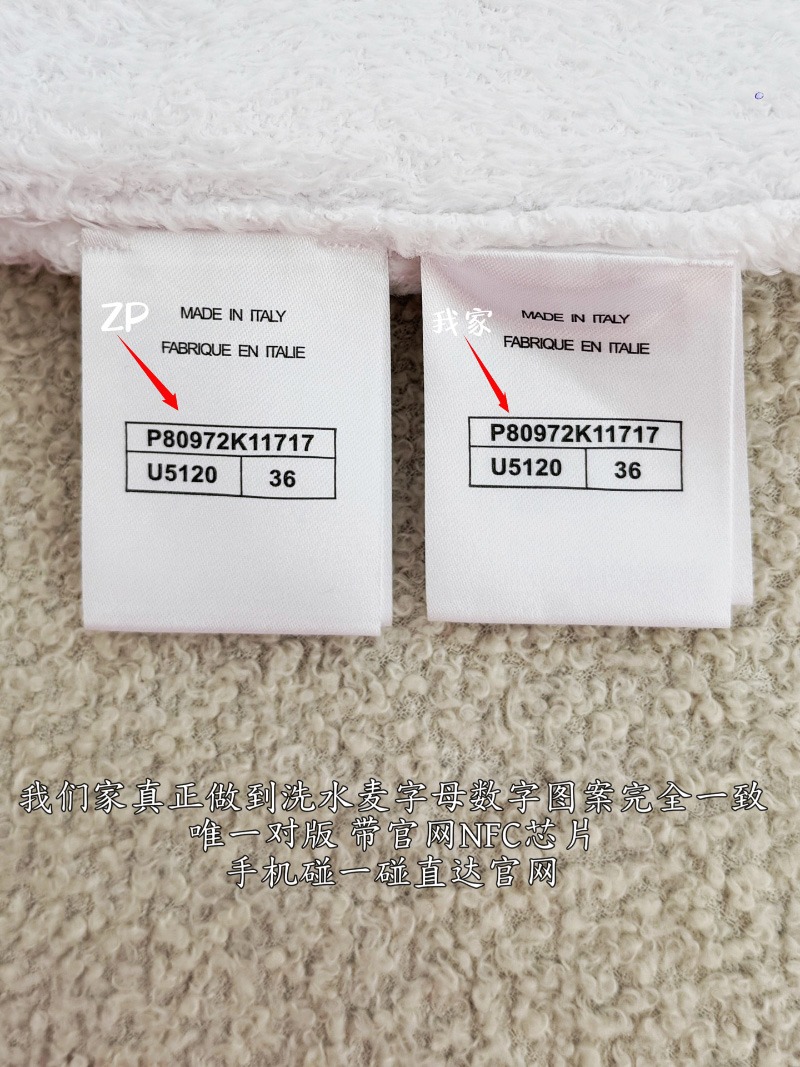 ZP
MADE IN ITALY
FABRIQUE EN ITALIE
P80972K11717
U5120 36
我家
MADE IN ITALY
FABRIQUE EN ITALIE
P80972K11717
U5120 36
我们家真正做到洗水麦字母数字图案完全一致
唯一对版 带官网NFC芯片
手机碰一碰直达官网